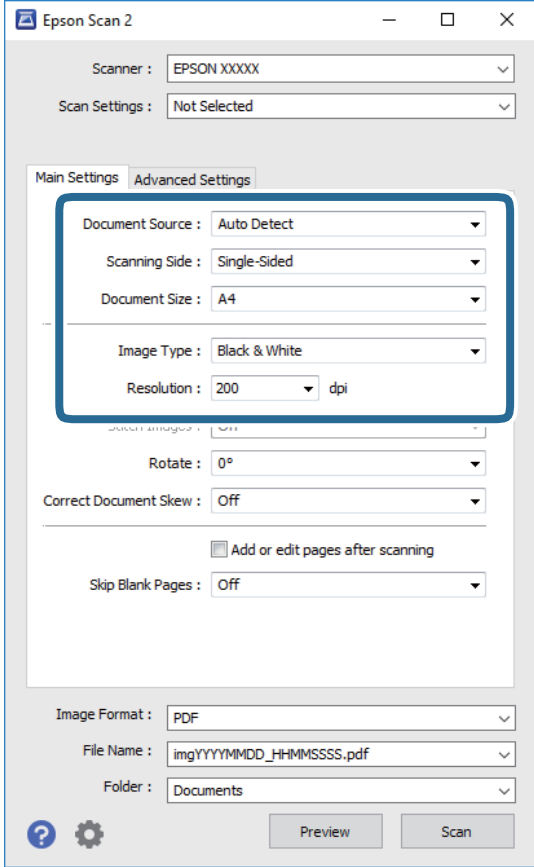 Epson Scan 2
Scanner : EPSON XXXXX
Scan Settings : Not Selected
Main Settings Advanced Settings
Document Source : Auto Detect
Scanning Side : Single-Sided
Document Size : A4
Image Type : Black & White
Resolution : 200 dpi
Stitch Images : Off
Rotate : 0°
Correct Document Skew : Off
Add or edit pages after scanning
Skip Blank Pages : Off
Image Format : PDF
File Name : imgYYYYMMDD_HHMMSSSS.pdf
Folder : Documents
? Preview Scan